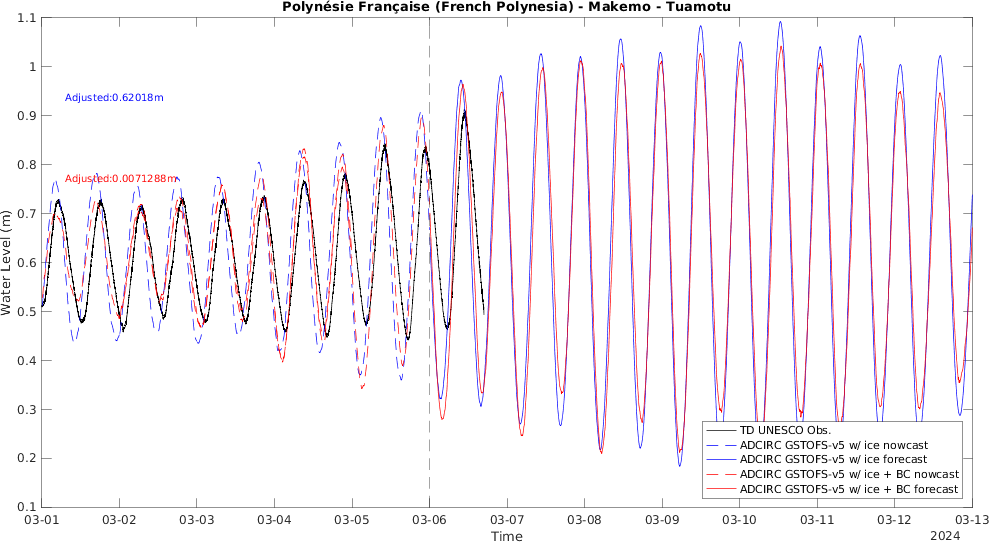 Polynésie Française (French Polynesia) - Makemo - Tuamotu
1.1
1
0.9
0.8
0.7
0.6
0.5
0.4
0.3
0.2
0.1
Water Level (m)
Adjusted:0.62018m
Adjusted:0.0071288m
TD UNESCO Obs.
ADCIRC GSTOFS-v5 w/ ice nowcast
ADCIRC GSTOFS-v5 w/ ice forecast
ADCIRC GSTOFS-v5 w/ ice + BC nowcast
ADCIRC GSTOFS-v5 w/ ice + BC forecast
03-01 03-02 03-03 03-04 03-05 03-06 03-07 03-08 03-09 03-10 03-11 03-12 03-13
Time
2024